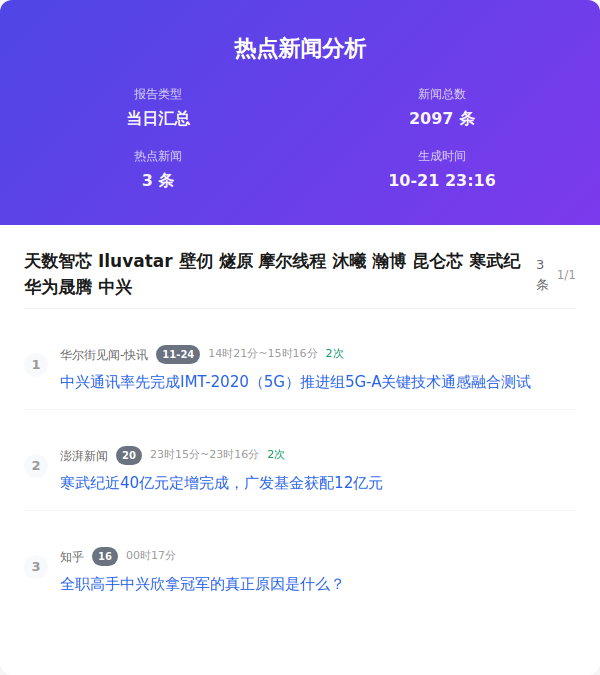 热点新闻分析
报告类型
当日汇总
新闻总数
2097 条
热点新闻
3 条
生成时间
10-21 23:16
天数智芯 Iluvatar 壁仞 燧原 摩尔线程 沐曦 瀚博 昆仑芯 寒武纪
华为晟腾 中兴
3
条
1/1
1
华尔街见闻-快讯 11-24 14时21分~15时16分 2次
中兴通讯率先完成IMT-2020（5G）推进组5G-A关键技术通感融合测试
2
澎湃新闻 20 23时15分~23时16分 2次
寒武纪近40亿元定增完成，广发基金获配12亿元
3
知乎 16 00时17分
全职高手中兴欣拿冠军的真正原因是什么？